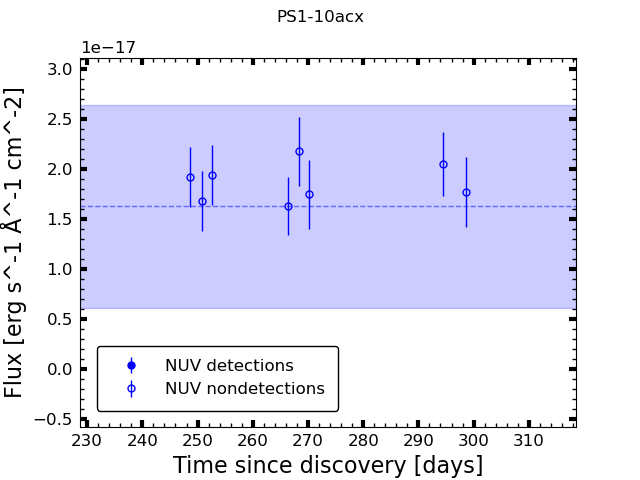 PS1-10acx
1e−17
3.0
2.5
2.0
1.5
1.0
0.5
0.0
−0.5
Flux [erg s^-1 Å^-1 cm^-2]
NUV detections
NUV nondetections
230 240 250 260 270 280 290 300 310
Time since discovery [days]